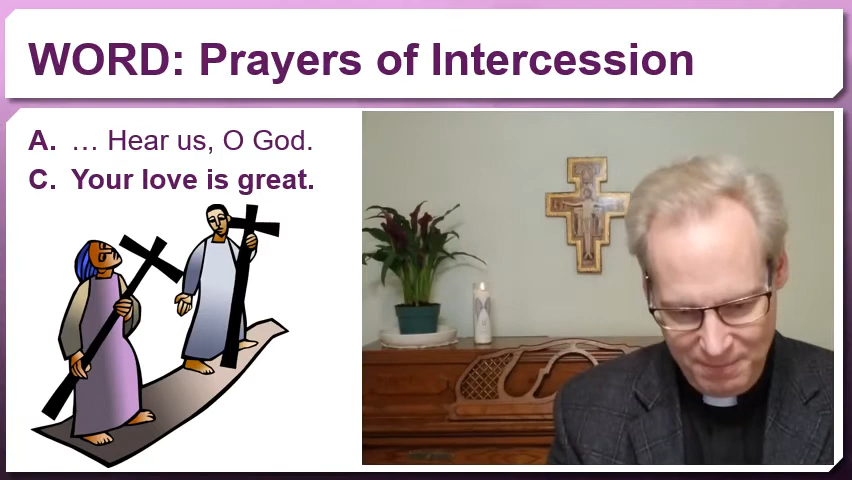 WORD: Prayers of Intercession
A. … Hear us, O God.
C. Your love is great.